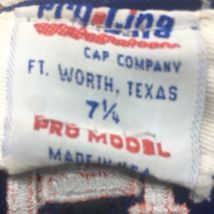 Pro-Line
CAP COMPANY
FT. WORTH, TEXAS
7¼
PRO MODEL
MADE IN U.S.A.